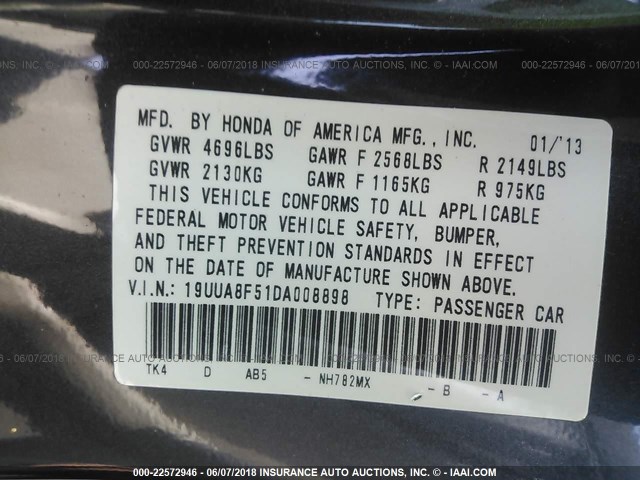 000-22572946 - 06/07/2018 INSURANCE AUTO AUCTIONS, INC. - © - IAAI.COM
MFD. BY HONDA OF AMERICA MFG., INC. 01/'13
GVWR 4696LBS GAWR F 2568LBS R 2149LBS
GVWR 2130KG GAWR F 1165KG R 975KG
THIS VEHICLE CONFORMS TO ALL APPLICABLE
FEDERAL MOTOR VEHICLE SAFETY, BUMPER,
AND THEFT PREVENTION STANDARDS IN EFFECT
ON THE DATE OF MANUFACTURE SHOWN ABOVE.
V.I.N.: 19UUA8F51DA008898 TYPE: PASSENGER CAR
TK4 D AB5 - NH782MX - B - A
000-22572946 - 06/07/2018 INSURANCE AUTO AUCTIONS, INC. - © - IAAI.COM